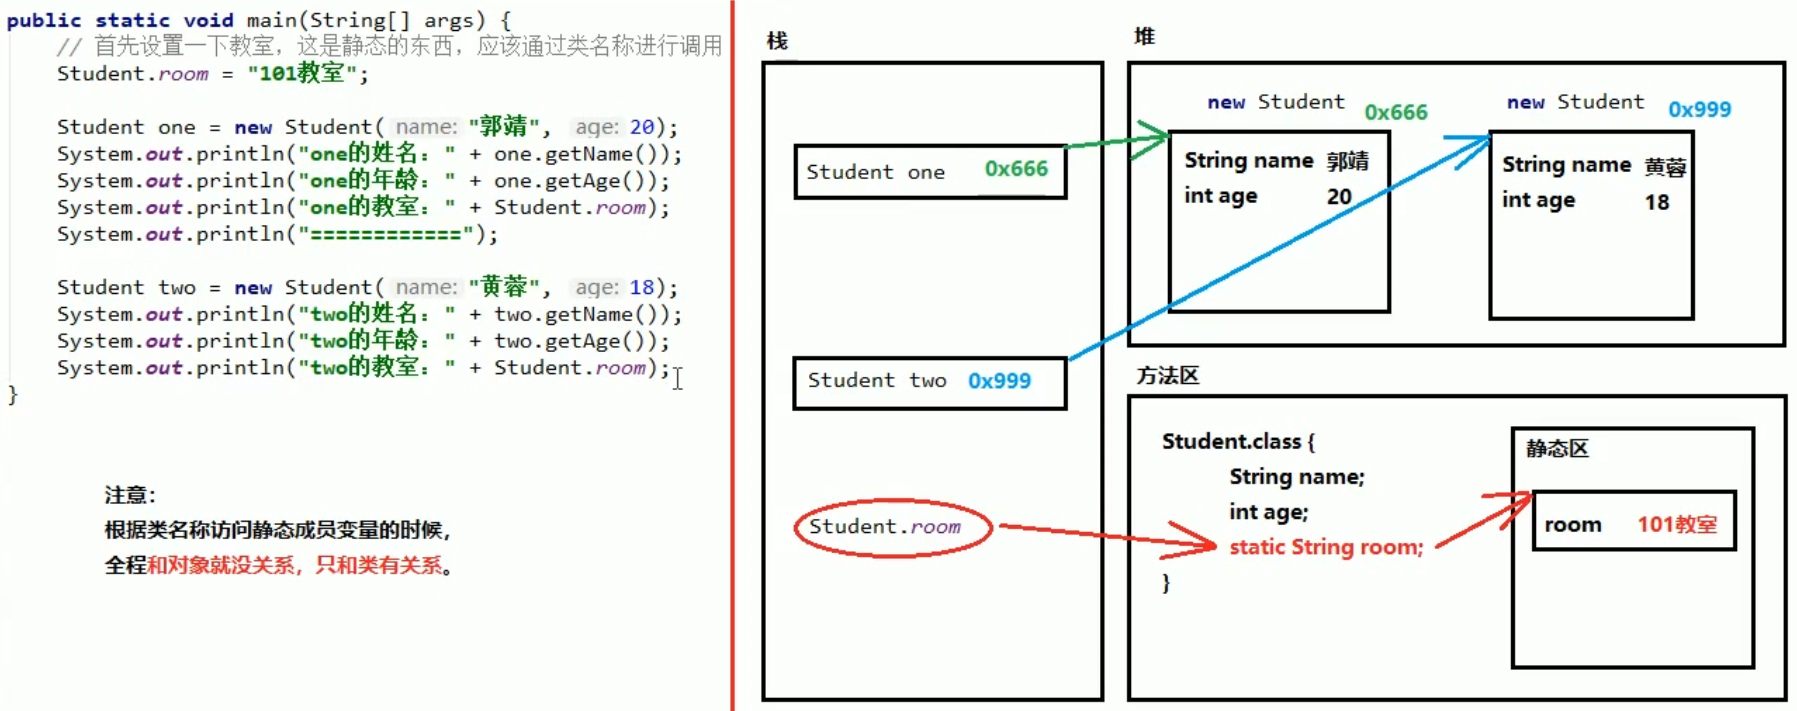 public static void main(String[] args) {
// 首先设置一下教室，这是静态的东西，应该通过类名称进行调用
Student.room = "101教室";
Student one = new Student( name: "郭靖", age: 20);
System.out.println("one的姓名：" + one.getName());
System.out.println("one的年龄：" + one.getAge());
System.out.println("one的教室：" + Student.room);
System.out.println("============");
Student two = new Student( name: "黄蓉", age: 18);
System.out.println("two的姓名：" + two.getName());
System.out.println("two的年龄：" + two.getAge());
System.out.println("two的教室：" + Student.room);
}
注意：
根据类名称访问静态成员变量的时候，
全程和对象就没关系，只和类有关系。
栈
Student one 0x666
Student two 0x999
Student.room
堆
new Student 0x666
String name 郭靖
int age 20
new Student 0x999
String name 黄蓉
int age 18
方法区
Student.class {
String name;
int age;
static String room;
}
静态区
room 101教室